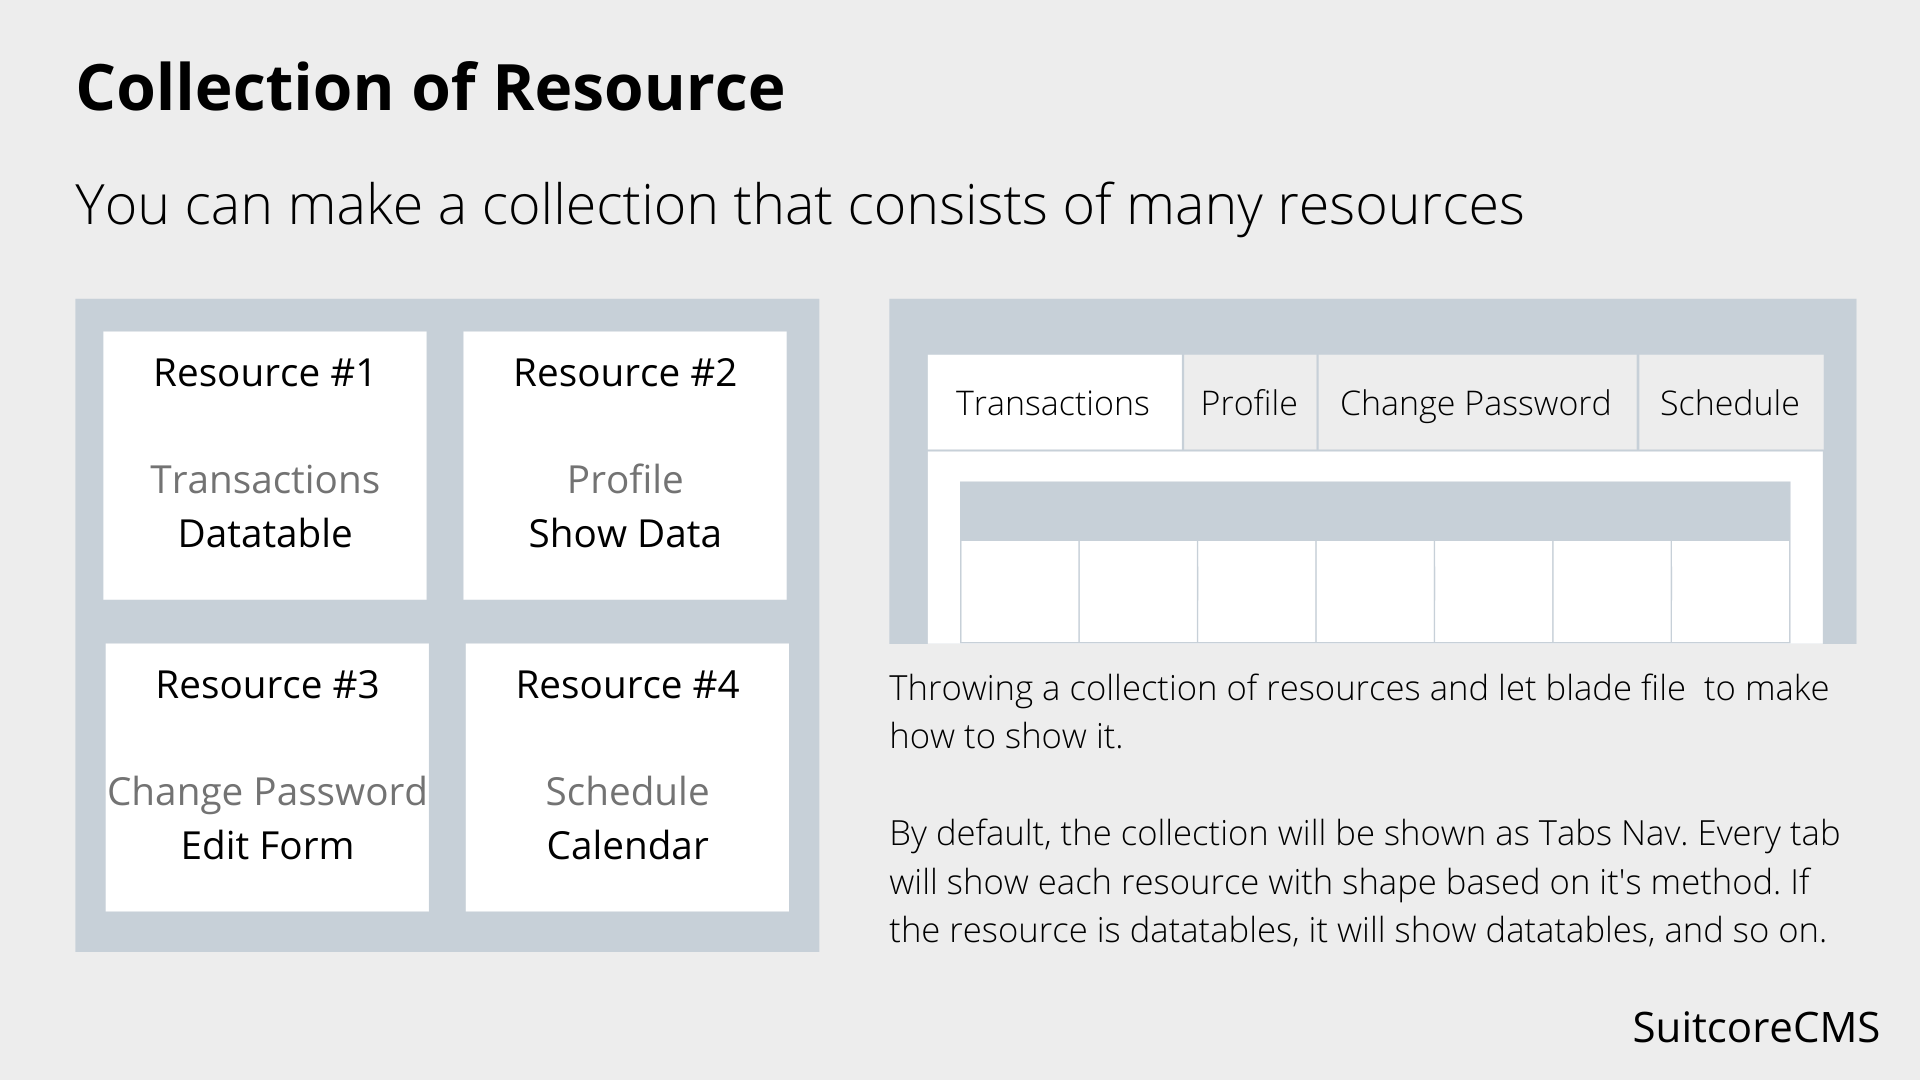 Collection of Resource
You can make a collection that consists of many resources
Resource #1
Transactions
Datatable
Resource #2
Profile
Show Data
Resource #3
Change Password
Edit Form
Resource #4
Schedule
Calendar
Transactions
Profile
Change Password
Schedule
Throwing a collection of resources and let blade file  to make
how to show it.
By default, the collection will be shown as Tabs Nav. Every tab
will show each resource with shape based on it's method. If
the resource is datatables, it will show datatables, and so on.
SuitcoreCMS